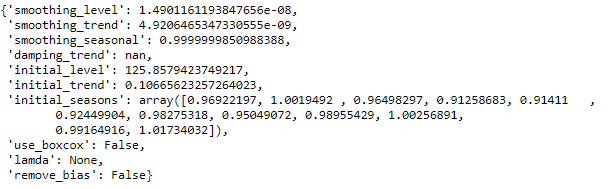 {'smoothing_level': 1.4901161193847656e-08,
'smoothing_trend': 4.9206465347330555e-09,
'smoothing_seasonal': 0.9999999850988388,
'damping_trend': nan,
'initial_level': 125.8579423749217,
'initial_trend': 0.10665623257264023,
'initial_seasons': array([0.96922197, 1.0019492 , 0.96498297, 0.91258683, 0.91411   ,
0.92449904, 0.98275318, 0.95049072, 0.98955429, 1.00256891,
0.99164916, 1.01734032]),
'use_boxcox': False,
'lamda': None,
'remove_bias': False}